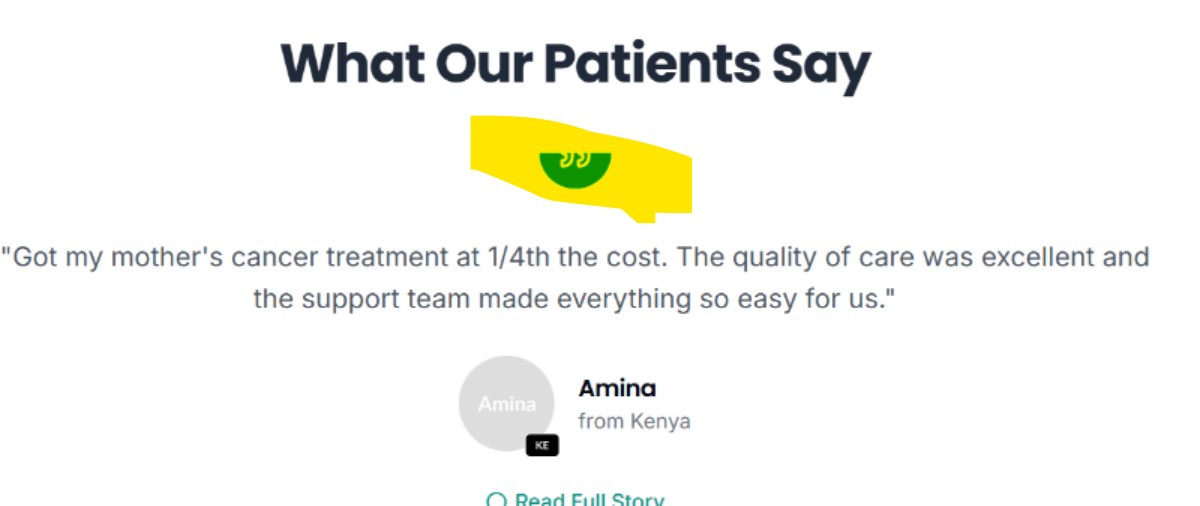 What Our Patients Say
"Got my mother's cancer treatment at 1/4th the cost. The quality of care was excellent and
the support team made everything so easy for us."
Amina
Amina
from Kenya
KE
Read Full Story